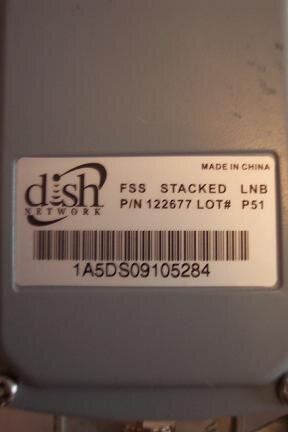 MADE IN CHINA
dish
NETWORK
FSS STACKED LNB
P/N 122677 LOT# P51
1A5DS09105284